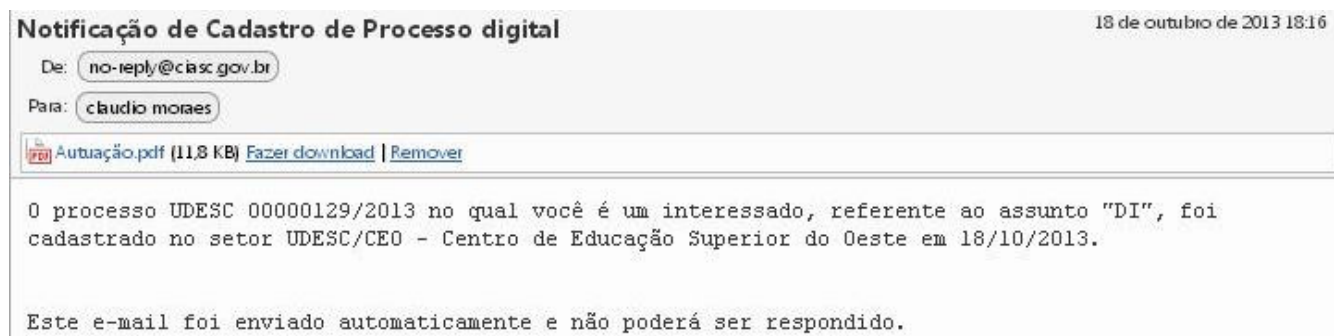 Notificação de Cadastro de Processo digital 18 de outubro de 2013 18:16
De: no-reply@ciasc.gov.br
Para: claudio moraes
PDF Autuação.pdf (11,8 KB) Fazer download | Remover
O processo UDESC 00000129/2013 no qual você é um interessado, referente ao assunto "DI", foi
cadastrado no setor UDESC/CEO - Centro de Educação Superior do Oeste em 18/10/2013.
Este e-mail foi enviado automaticamente e não poderá ser respondido.